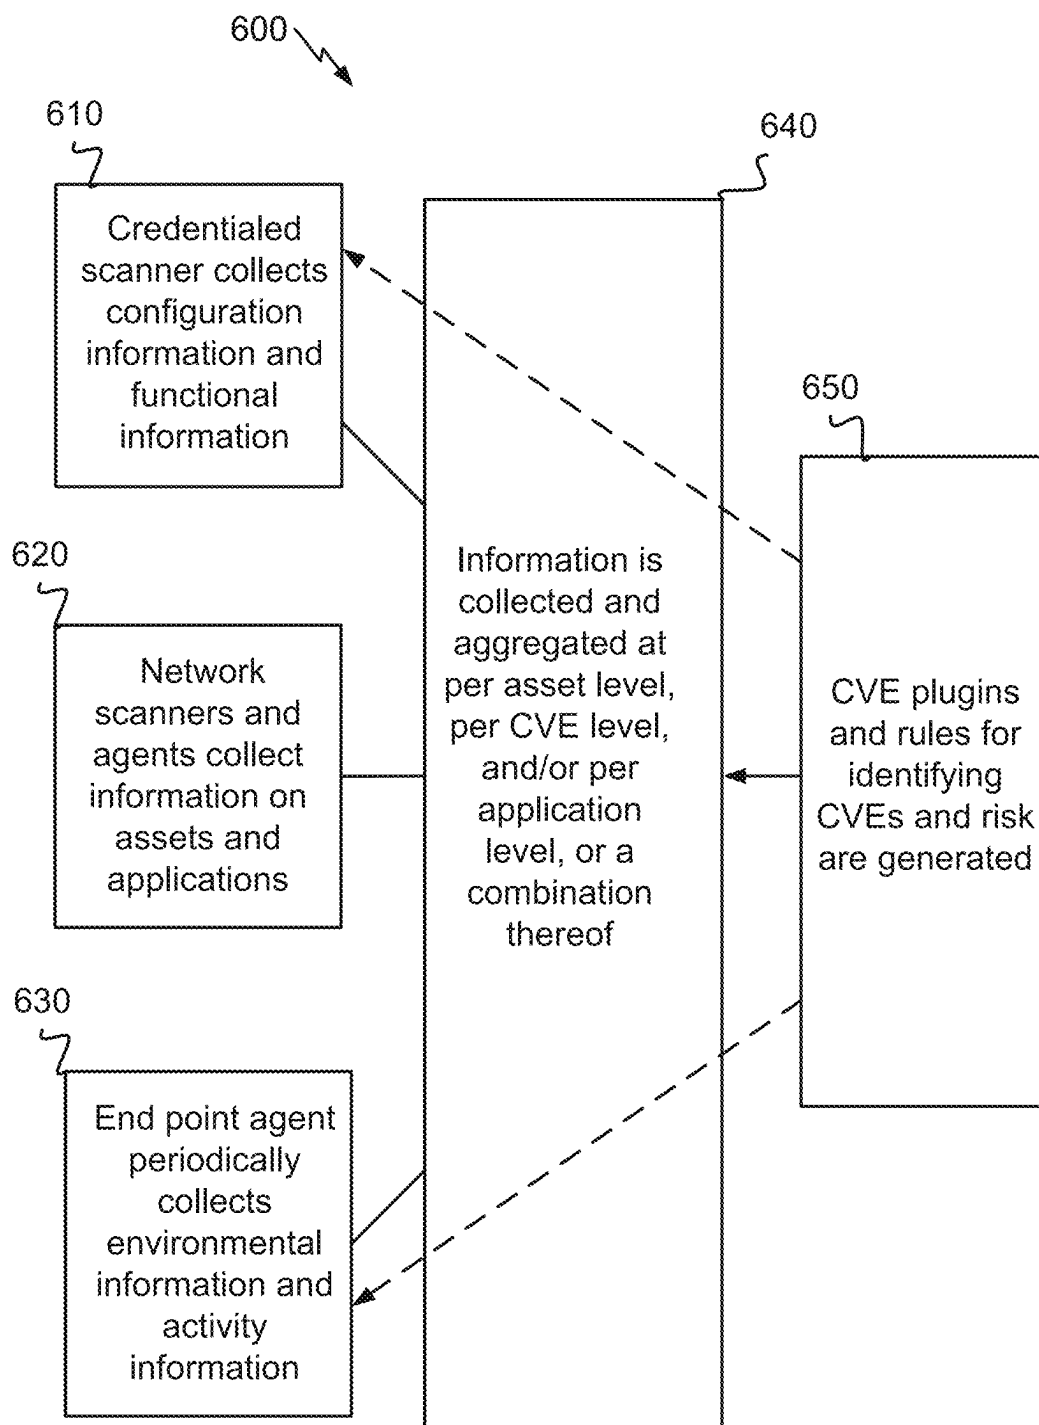 600
610
Credentialed
scanner collects
configuration
information and
functional
information
620
Network
scanners and
agents collect
information on
assets and
applications
630
End point agent
periodically
collects
environmental
information and
activity
information
640
Information is
collected and
aggregated at
per asset level,
per CVE level,
and/or per
application
level, or a
combination
thereof
650
CVE plugins
and rules for
identifying
CVEs and risk
are generated